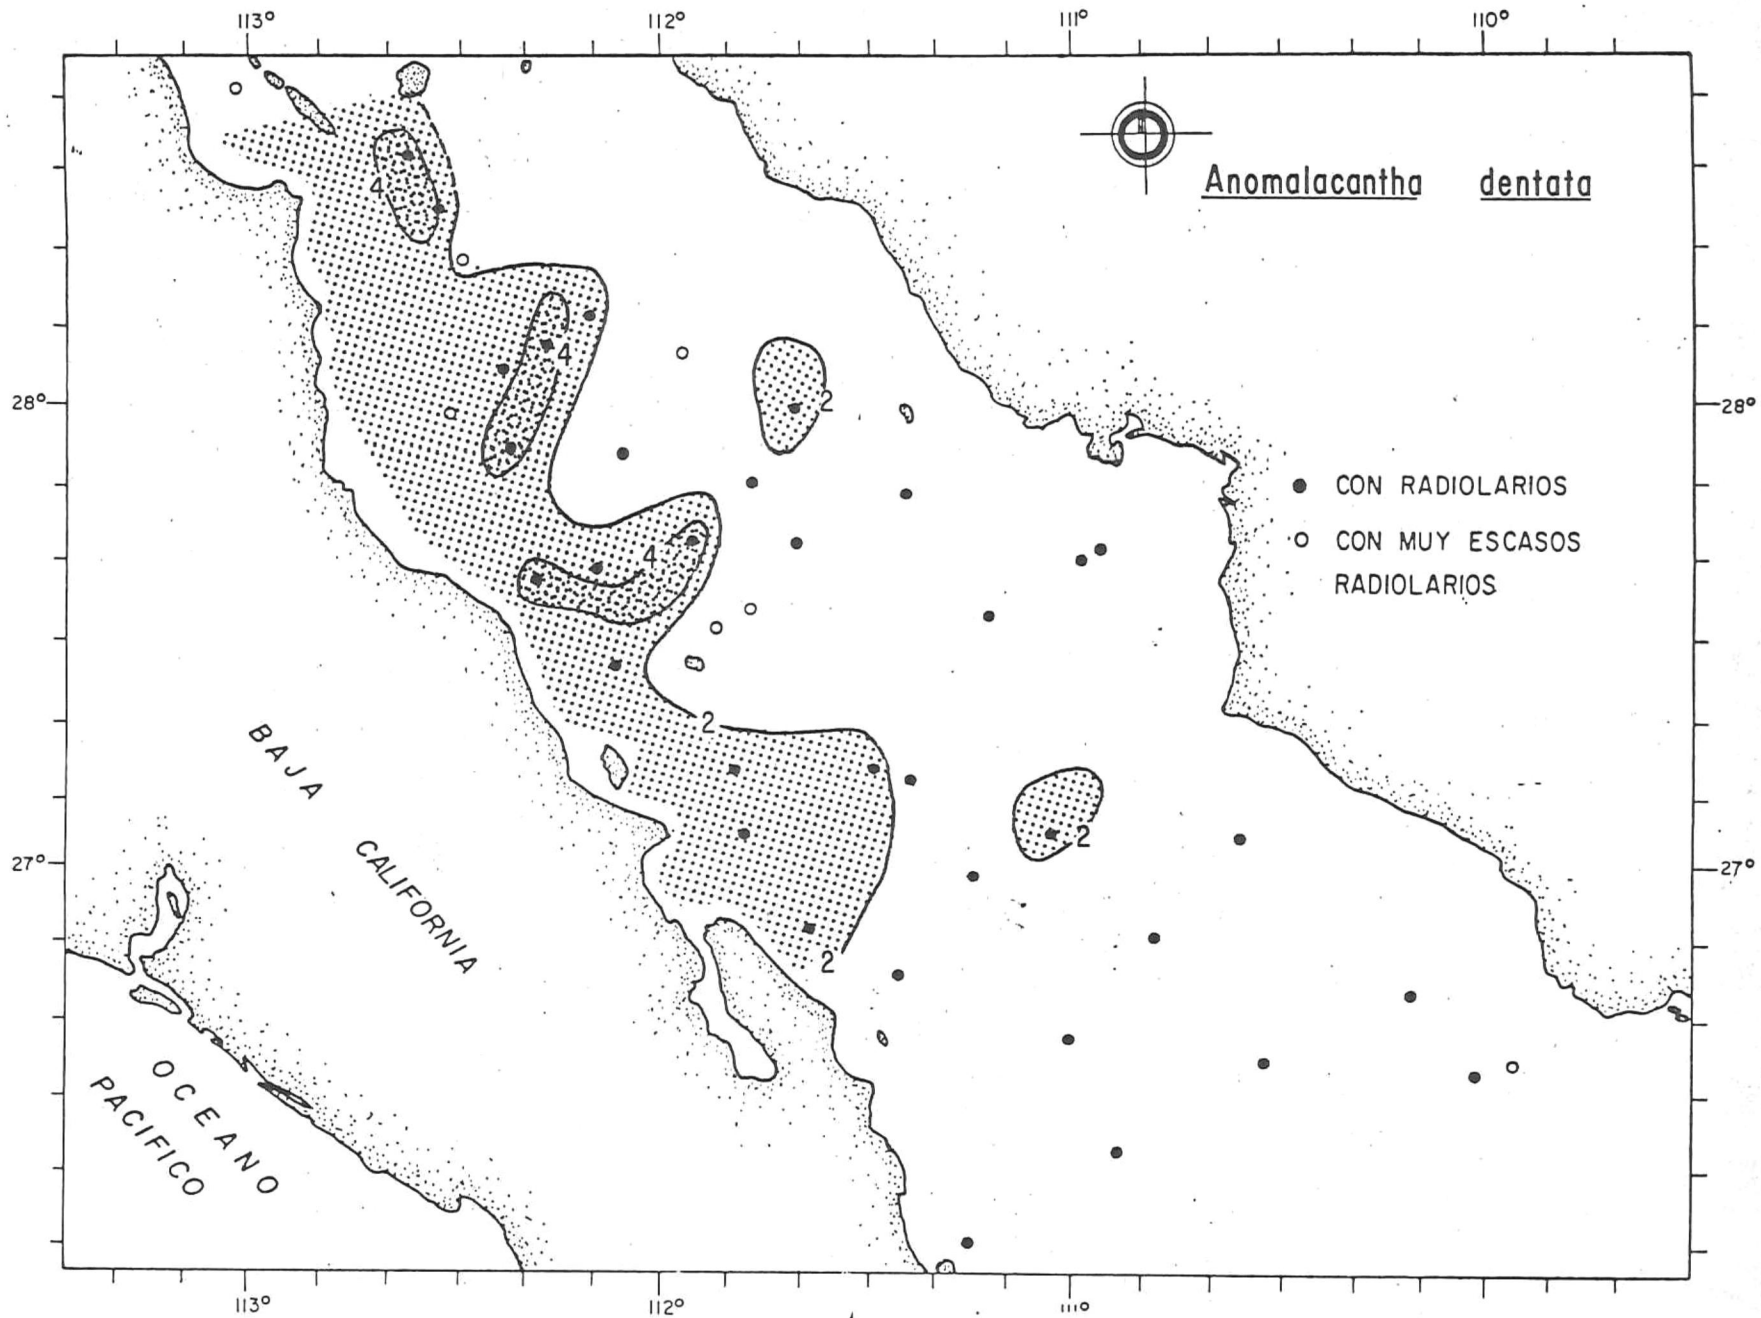 113° 112° 111° 110°
Anomalacantha dentata
4
4
28° 2 28°
CON RADIOLARIOS
4 CON MUY ESCASOS
RADIOLARIOS
2
BAJA
CALIFORNIA
27° 2 27°
2
OCEANO
PACIFICO
113° 112° 111°